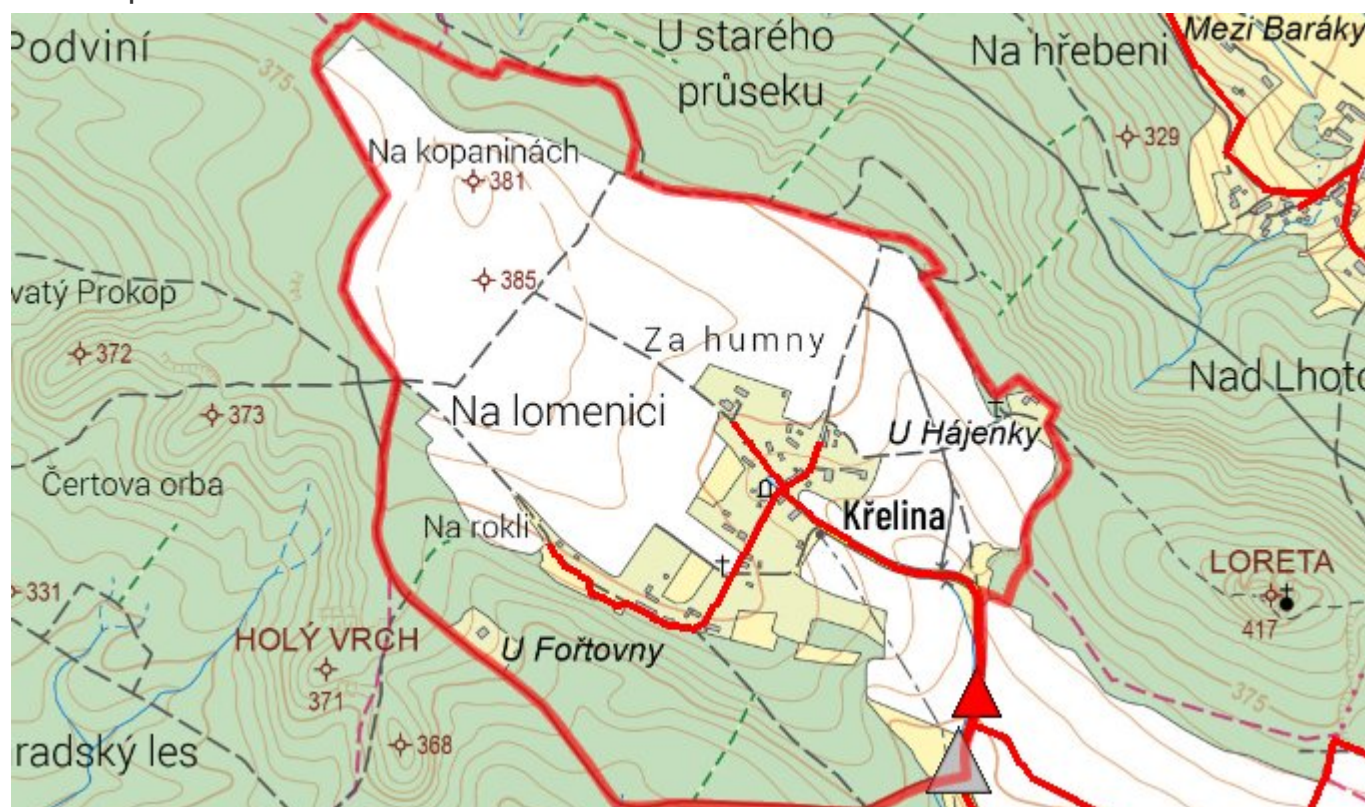 Podviní
U starého
průseku
Na hřebeni
Mezi Baráky
375
329
Na kopaninách
381
385
vatý Prokop
372
373
Za humny
Nad Lhoto
Na lomenici
U Hájenky
Čertova orba
Na rokli
Křelina
LORETA
417
331
HOLÝ VRCH
371
U Fořtovny
375
368
radský les